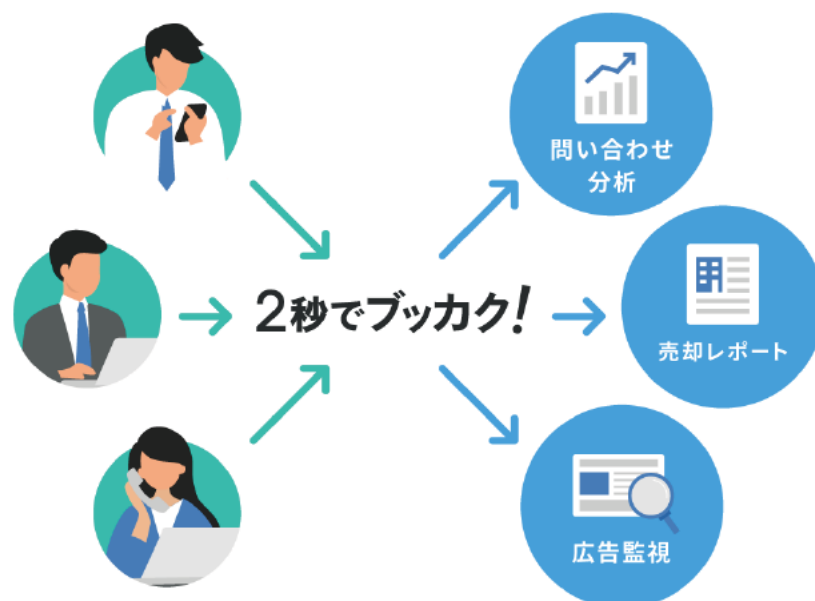 問い合わせ
分析
2秒でブッカク!
売却レポート
広告監視